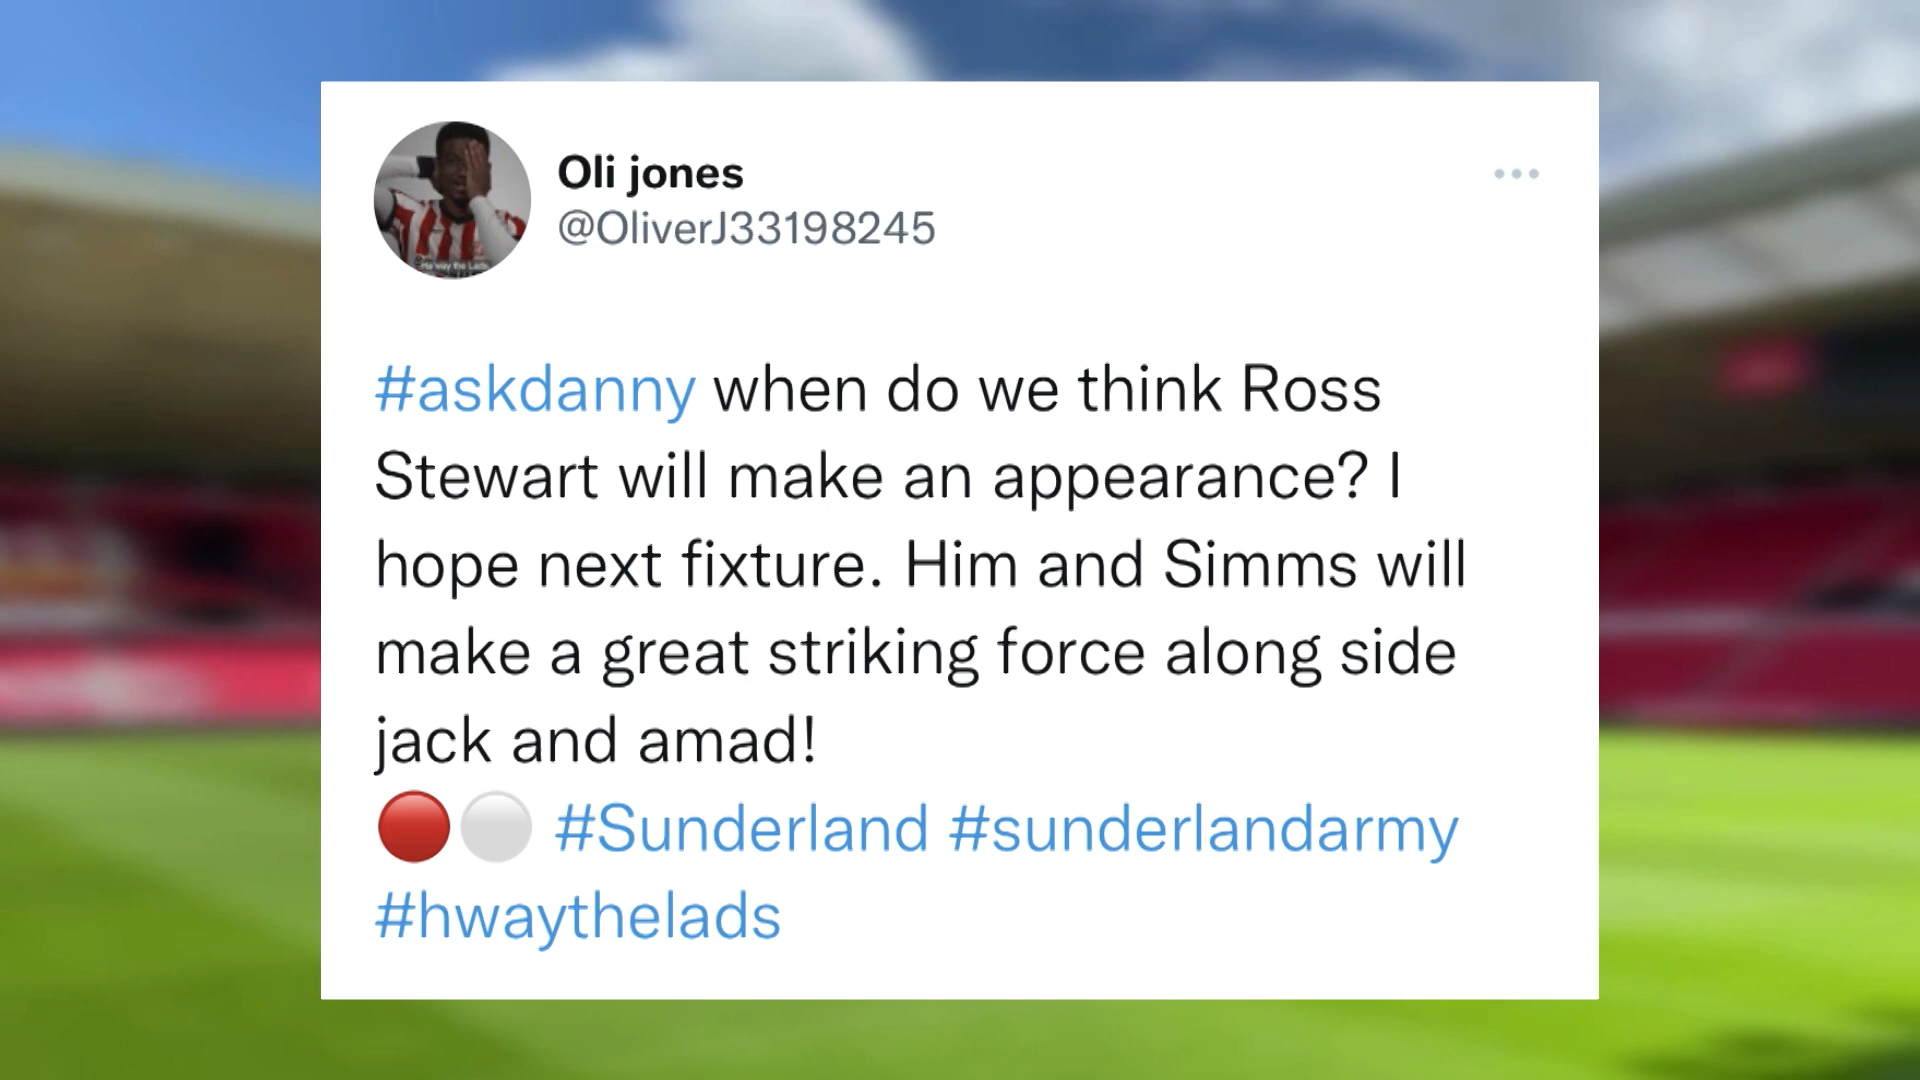 Oli jones
@OliverJ33198245
#askdanny when do we think Ross
Stewart will make an appearance? I
hope next fixture. Him and Simms will
make a great striking force along side
jack and amad!
🔴⚪ #Sunderland #sunderlandarmy
#hwaythelads